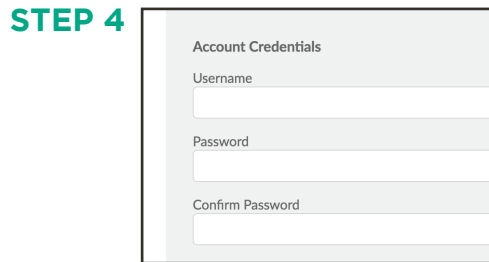 STEP 4
Account Credentials
Username
Password
Confirm Password